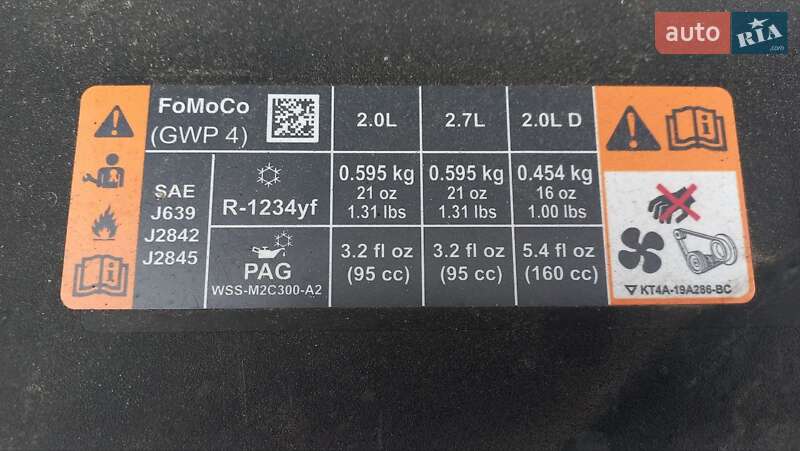 auto RIA
FoMoCo
(GWP 4)
2.0L
2.7L
2.0L D
SAE
J639
J2842
J2845
R-1234yf
0.595 kg
21 oz
1.31 lbs
0.595 kg
21 oz
1.31 lbs
0.454 kg
16 oz
1.00 lbs
PAG
WSS-M2C300-A2
3.2 fl oz
(95 cc)
3.2 fl oz
(95 cc)
5.4 fl oz
(160 cc)
KT4A-19A286-BC